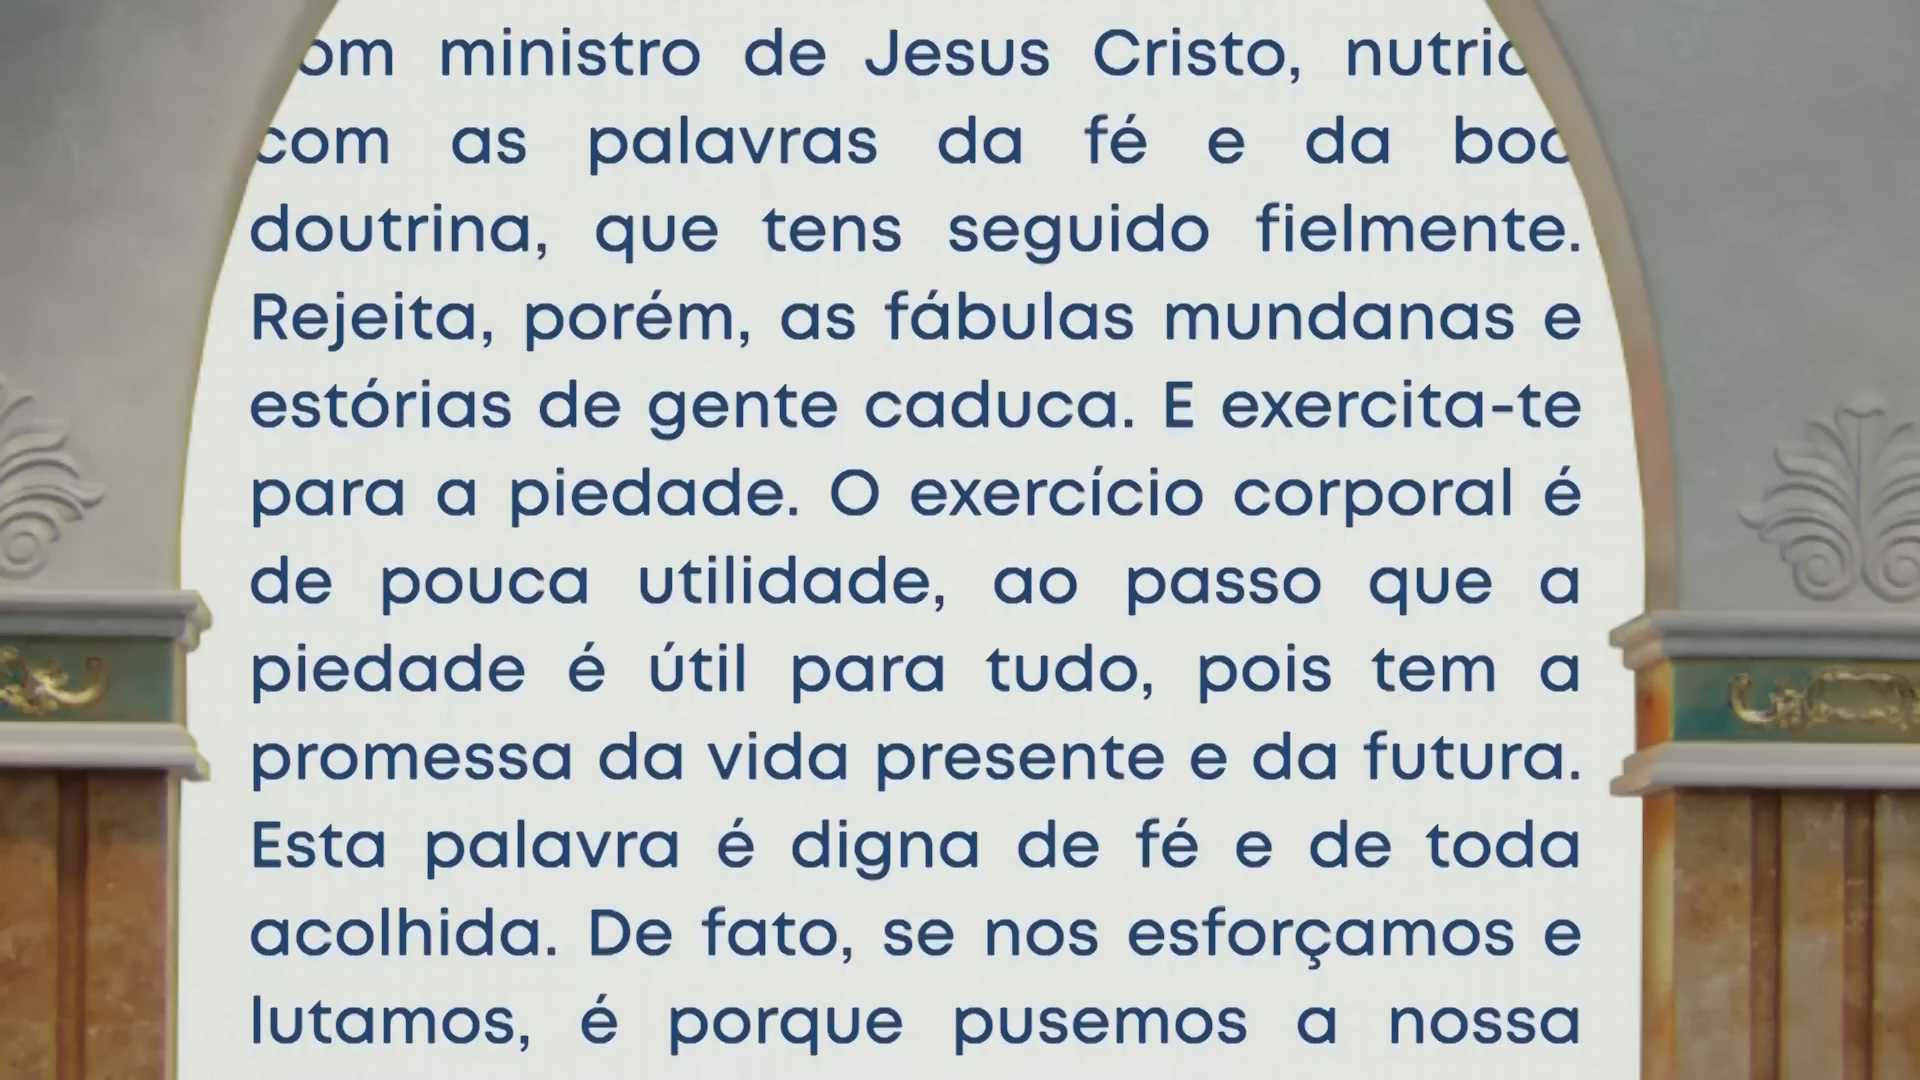 ministro de Jesus Cristo,
com as palavras da fé e da boa
doutrina, que tens seguido fielmente.
Rejeita, porém, as fábulas mundanas e
estórias de gente caduca. E exercita-te
para a piedade. O exercício corporal é
de pouca utilidade, ao passo que a
piedade é útil para tudo, pois tem a
promessa da vida presente e da futura.
Esta palavra é digna de fé e de toda
acolhida. De fato, se nos esforçamos e
lutamos, é porque pusemos a nossa